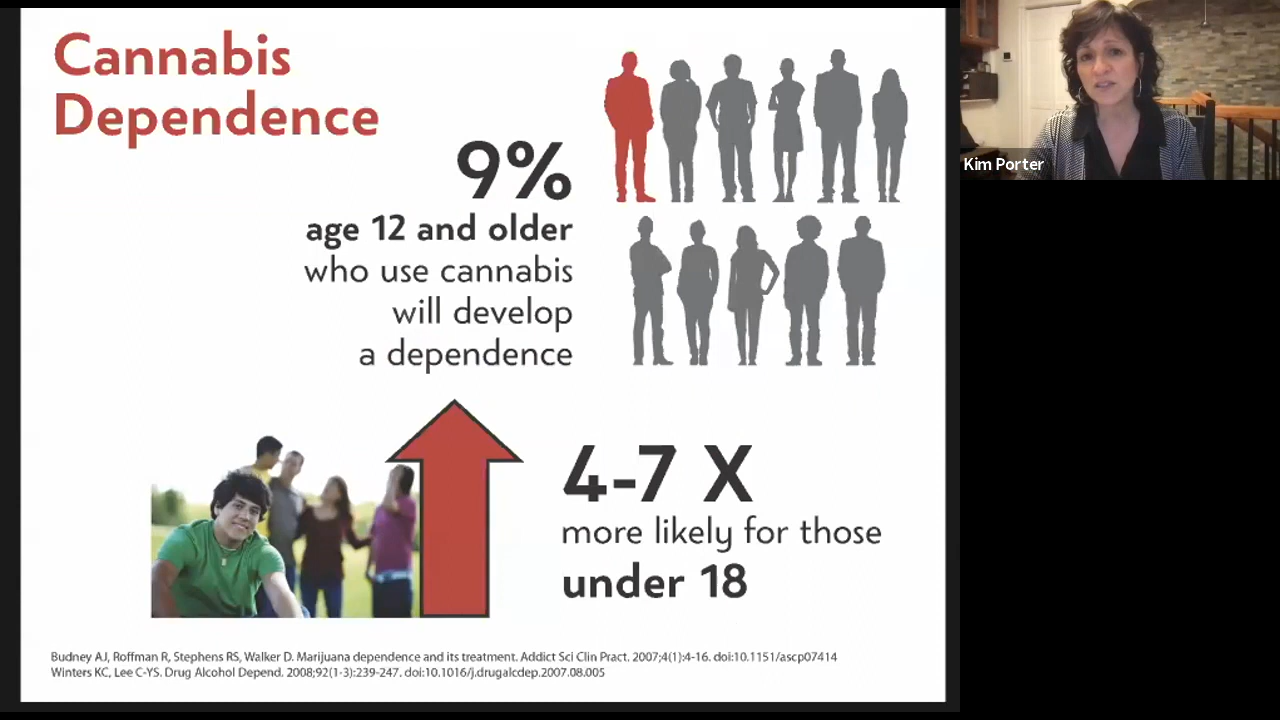 Cannabis
Dependence
9%
age 12 and older
who use cannabis
will develop
a dependence
4-7 X
more likely for those
under 18
Budney AJ, Roffman R, Stephens RS, Walker D. Marijuana dependence and its treatment. Addict Sci Clin Pract. 2007;4(1):4-16. doi:10.1151/ascp07414
Winters KC, Lee C-YS. Drug Alcohol Depend. 2008;92(1-3):239-247. doi:10.1016/j.drugalcdep.2007.08.005
Kim Porter